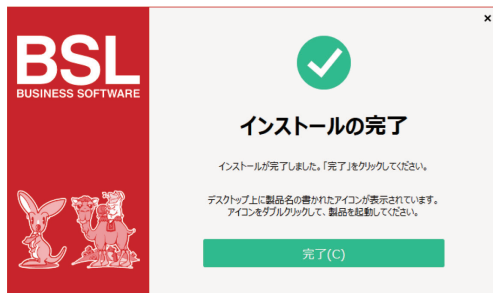 BSL
BUSINESS SOFTWARE
×
インストールの完了
インストールが完了しました。「完了」をクリックしてください。
デスクトップ上に製品名の書かれたアイコンが表示されています。
アイコンをダブルクリックして、製品を起動してください。
完了(C)